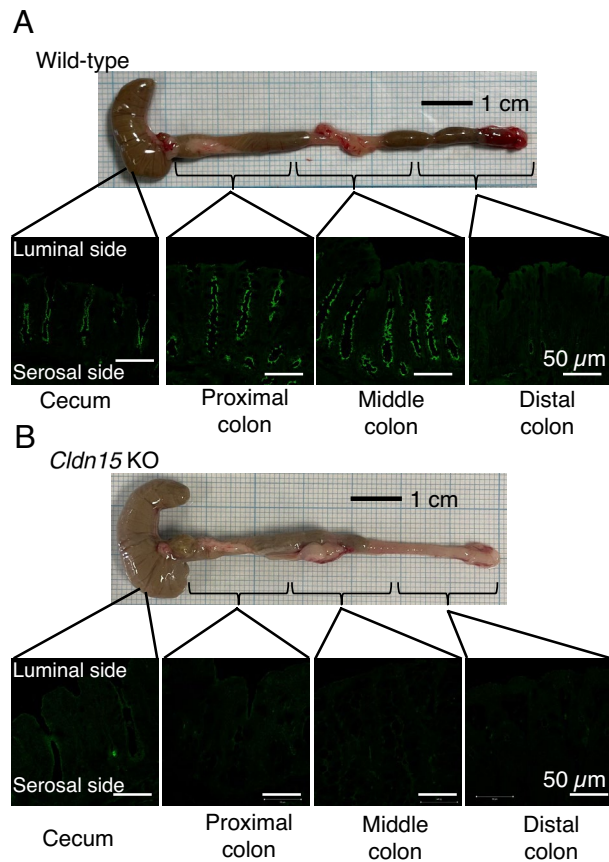 A
Wild-type
1 cm
Luminal side
Serosal side
50 µm
Cecum
Proximal
colon
Middle
colon
Distal
colon
B
Cldn15 KO
1 cm
Luminal side
Serosal side
50 µm
Cecum
Proximal
colon
Middle
colon
Distal
colon